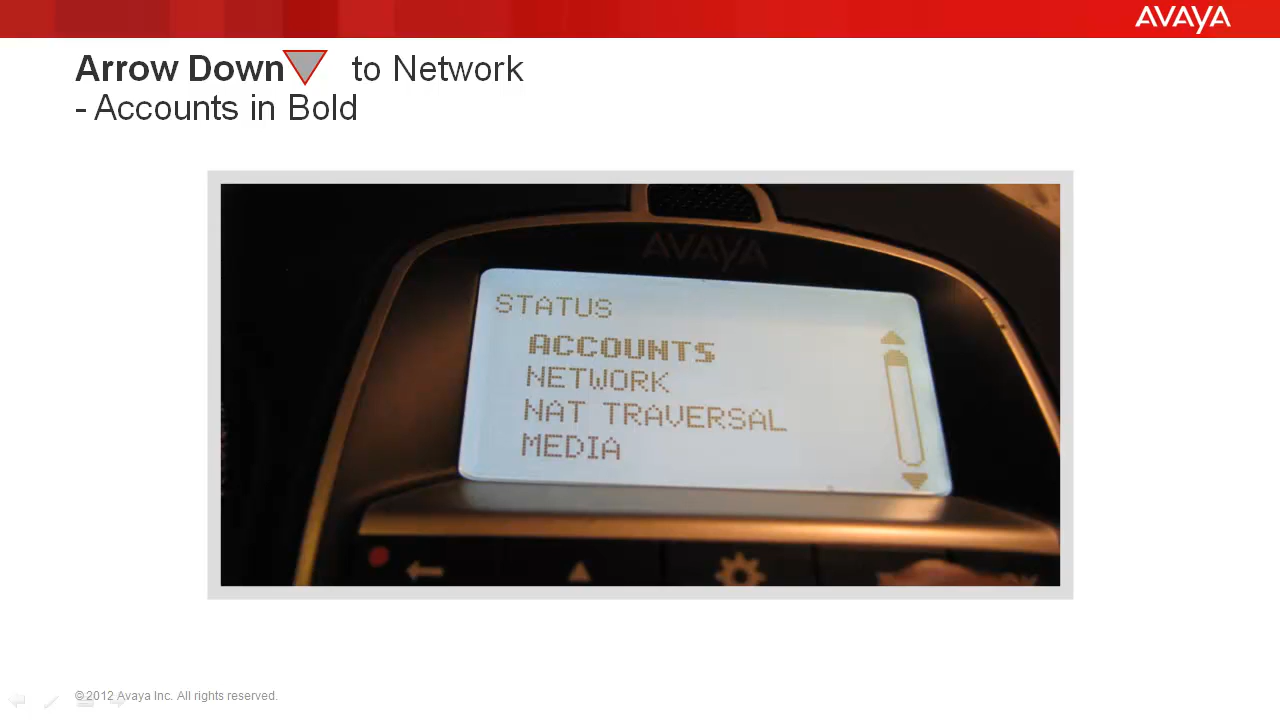 AVAYA
Arrow Down to Network
- Accounts in Bold
AVAYA
STATUS
ACCOUNTS
NETWORK
NAT TRAVERSAL
MEDIA
©2012 Avaya Inc. All rights reserved.